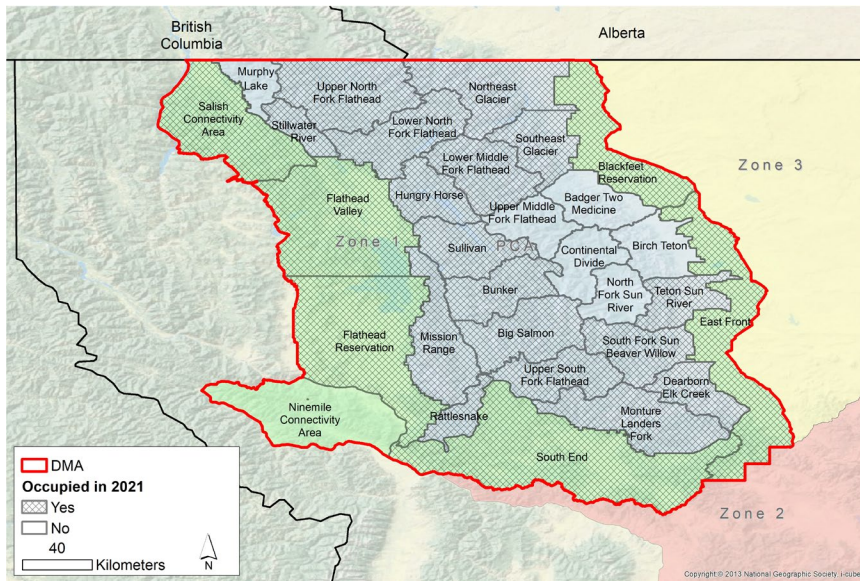 British
Columbia
Alberta
Murphy
Lake
Upper North
Fork Flathead
Northeast
Glacier
Salish
Connectivity
Area
Stillwater
River
Lower North
Fork Flathead
Southeast
Glacier
Lower Middle
Fork Flathead
Blackfeet
Reservation
Zone 3
Flathead
Valley
Hungry Horse
Upper Middle
Fork Flathead
Badger Two
Medicine
Zone 1
Sullivan
PCA
Continental
Divide
Birch Teton
Bunker
North
Fork Sun
River
Teton Sun
River
East Front
Flathead
Reservation
Mission
Range
Big Salmon
South Fork Sun
Beaver Willow
Upper South
Fork Flathead
Dearborn
Elk Creek
Ninemile
Connectivity
Area
Rattlesnake
Monture
Landers
Fork
South End
Zone 2
DMA
Occupied in 2021
Yes
No
40
Kilometers
N
Copyright:© 2013 National Geographic Society, i-cubed